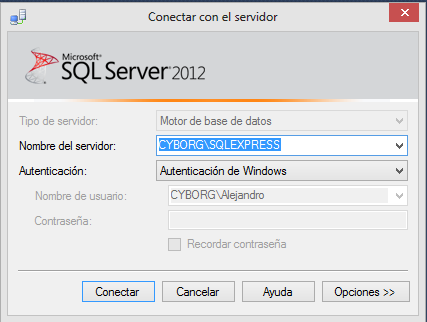 Conectar con el servidor
Microsoft®
SQL Server 2012
Tipo de servidor: Motor de base de datos
Nombre del servidor: CYBORG\SQLEXPRESS
Autenticación: Autenticación de Windows
Nombre de usuario: CYBORG\Alejandro
Contraseña:
Recordar contraseña
Conectar Cancelar Ayuda Opciones >>